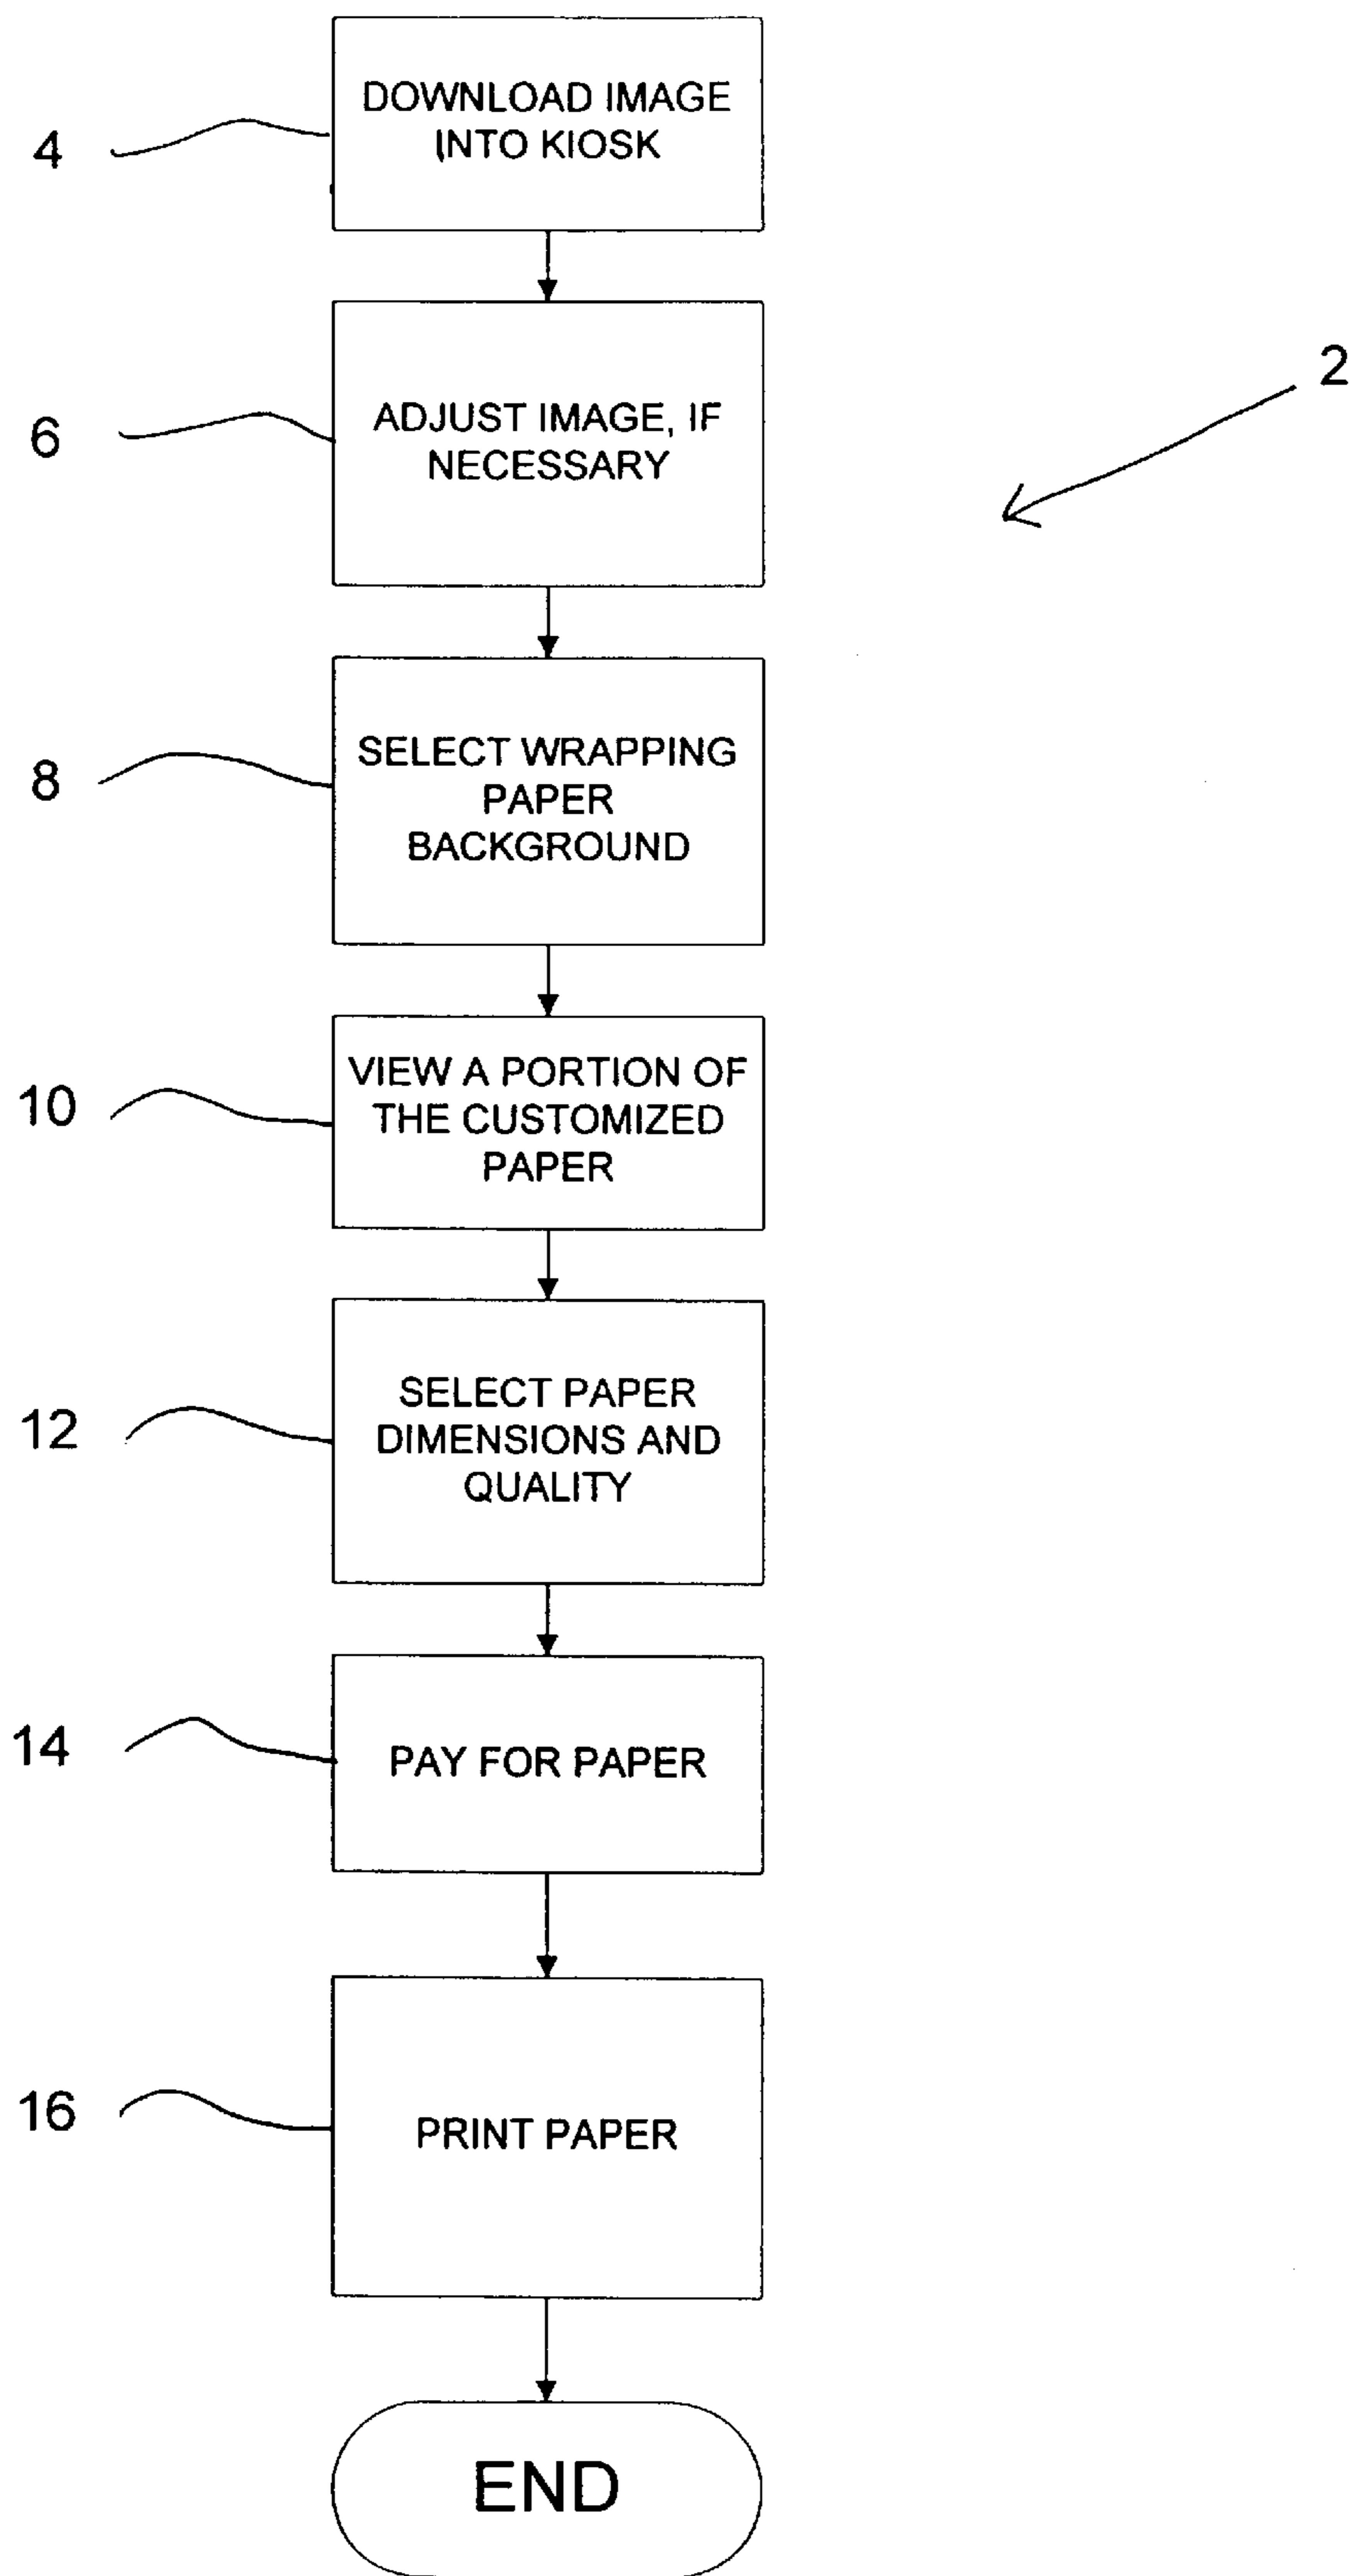 4
DOWNLOAD IMAGE
INTO KIOSK
2
6
ADJUST IMAGE, IF
NECESSARY
8
SELECT WRAPPING
PAPER
BACKGROUND
10
VIEW A PORTION OF
THE CUSTOMIZED
PAPER
12
SELECT PAPER
DIMENSIONS AND
QUALITY
14
PAY FOR PAPER
16
PRINT PAPER
END